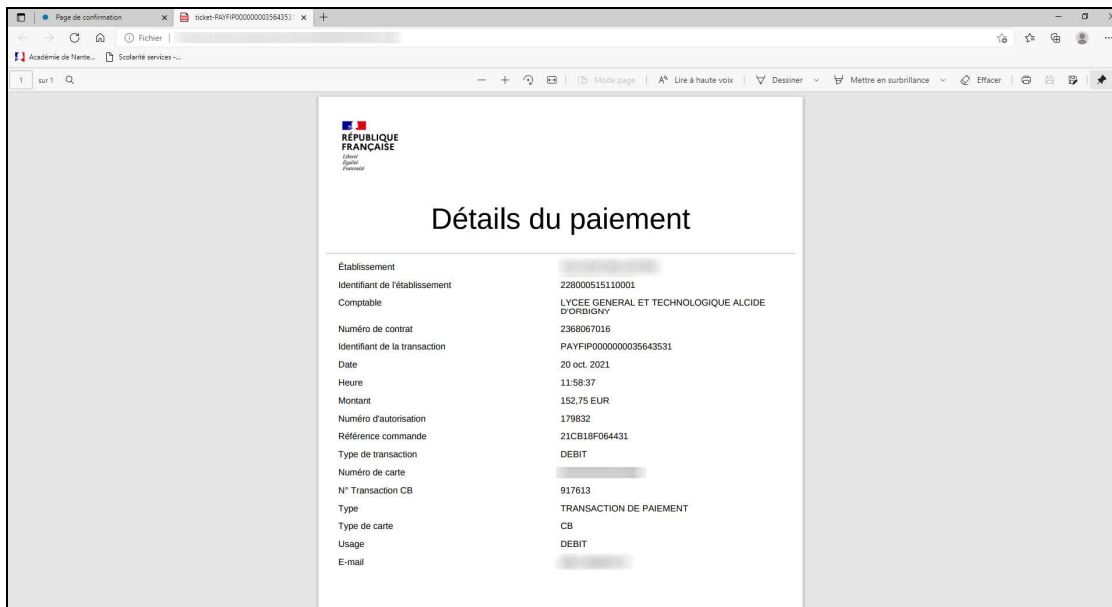 Page de confirmation
ticket-PAYFIP0000000035643531
Fichier
Académie de Nante...
Scolarité services -...
1 sur 1
Mode page
Lire à haute voix
Dessiner
Mettre en surbrillance
Effacer
RÉPUBLIQUE
FRANÇAISE
Liberté
Égalité
Fraternité
Détails du paiement
Établissement
Identifiant de l'établissement 228000515110001
Comptable LYCEE GENERAL ET TECHNOLOGIQUE ALCIDE
D'ORBIGNY
Numéro de contrat 2368067016
Identifiant de la transaction PAYFIP0000000035643531
Date 20 oct. 2021
Heure 11:58:37
Montant 152,75 EUR
Numéro d'autorisation 179832
Référence commande 21CB18F064431
Type de transaction DEBIT
Numéro de carte
N° Transaction CB 917613
Type TRANSACTION DE PAIEMENT
Type de carte CB
Usage DEBIT
E-mail